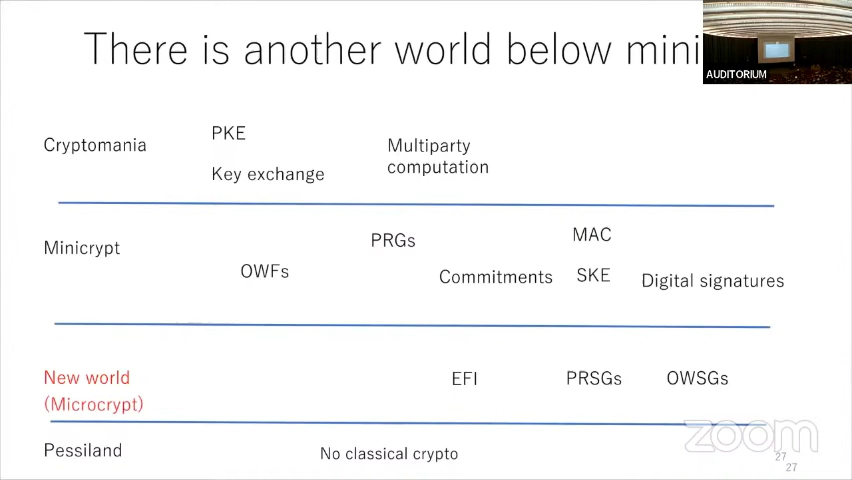 There is another world below mini
AUDITORIUM
Cryptomania
PKE
Key exchange
Multiparty
computation
Minicrypt
OWFs
PRGs
Commitments
MAC
SKE
Digital signatures
New world
(Microcrypt)
EFI
PRSGs
OWSGs
Pessiland
No classical crypto
zoom
27
27